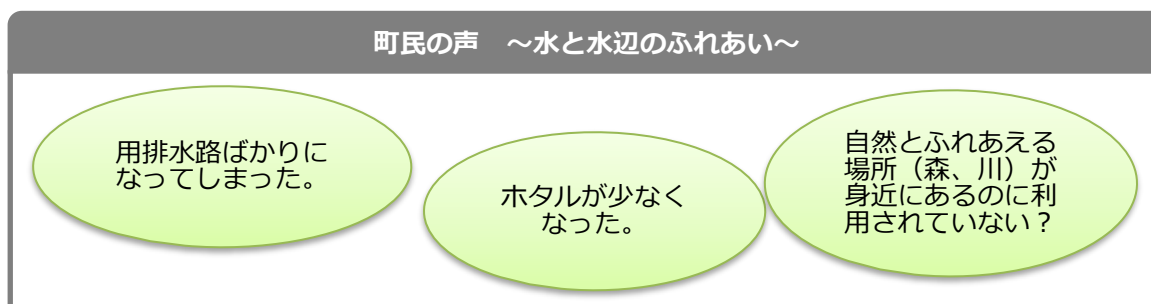 町民の声　～水と水辺のふれあい～
用排水路ばかりに
なってしまった。
ホタルが少なく
なった。
自然とふれあえる
場所（森、川）が
身近にあるのに利
用されていない？